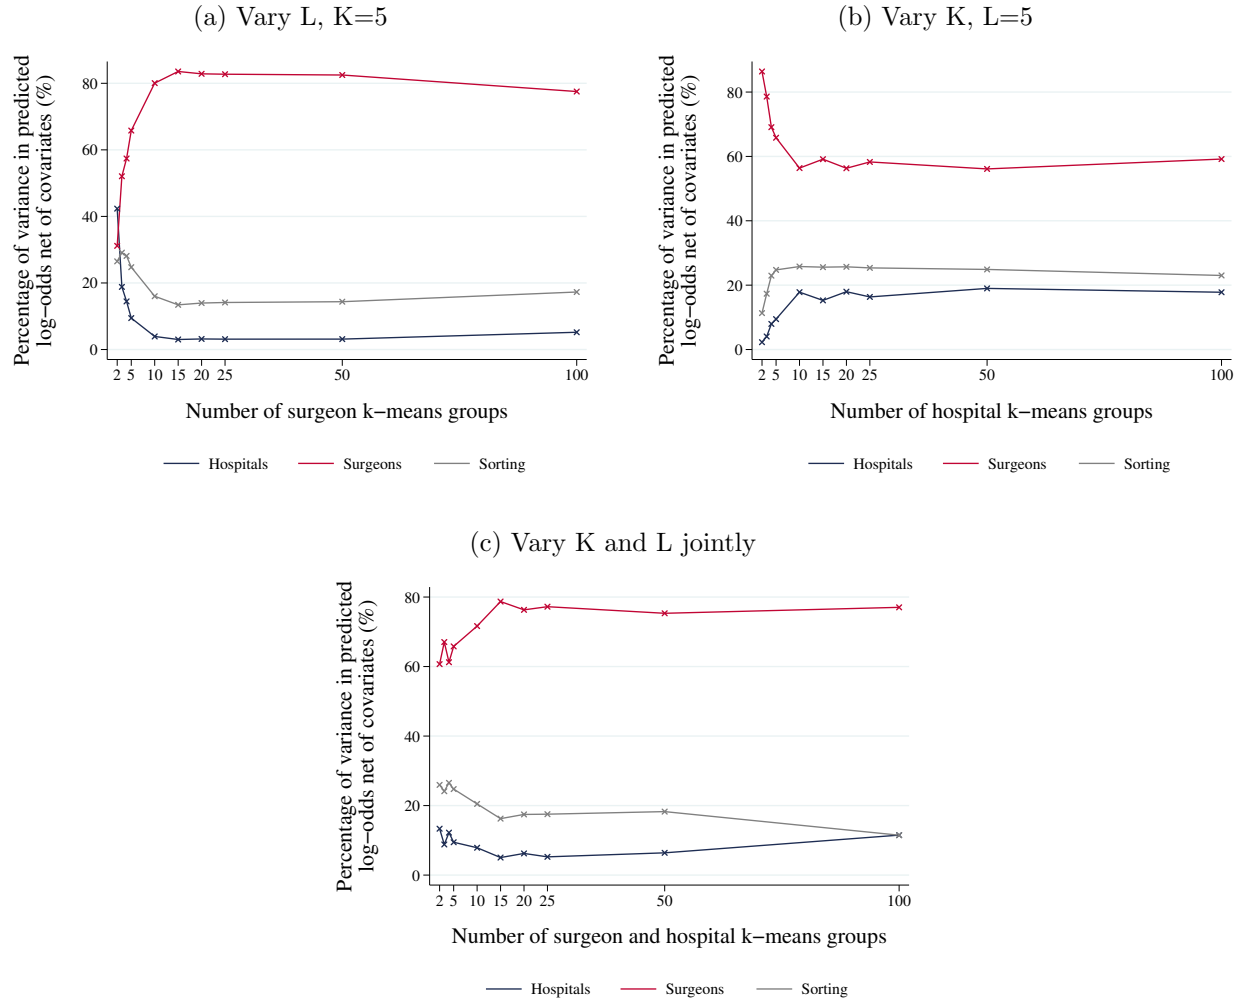 (a) Vary L, K=5
Percentage of variance in predicted
log−odds net of covariates (%)
80
60
40
20
0
2 5 10 15 20 25 50 100
Number of surgeon k−means groups
Hospitals Surgeons Sorting
(b) Vary K, L=5
Percentage of variance in predicted
log−odds net of covariates (%)
80
60
40
20
0
2 5 10 15 20 25 50 100
Number of hospital k−means groups
Hospitals Surgeons Sorting
(c) Vary K and L jointly
Percentage of variance in predicted
log−odds net of covariates (%)
80
60
40
20
0
2 5 10 15 20 25 50 100
Number of surgeon and hospital k−means groups
Hospitals Surgeons Sorting